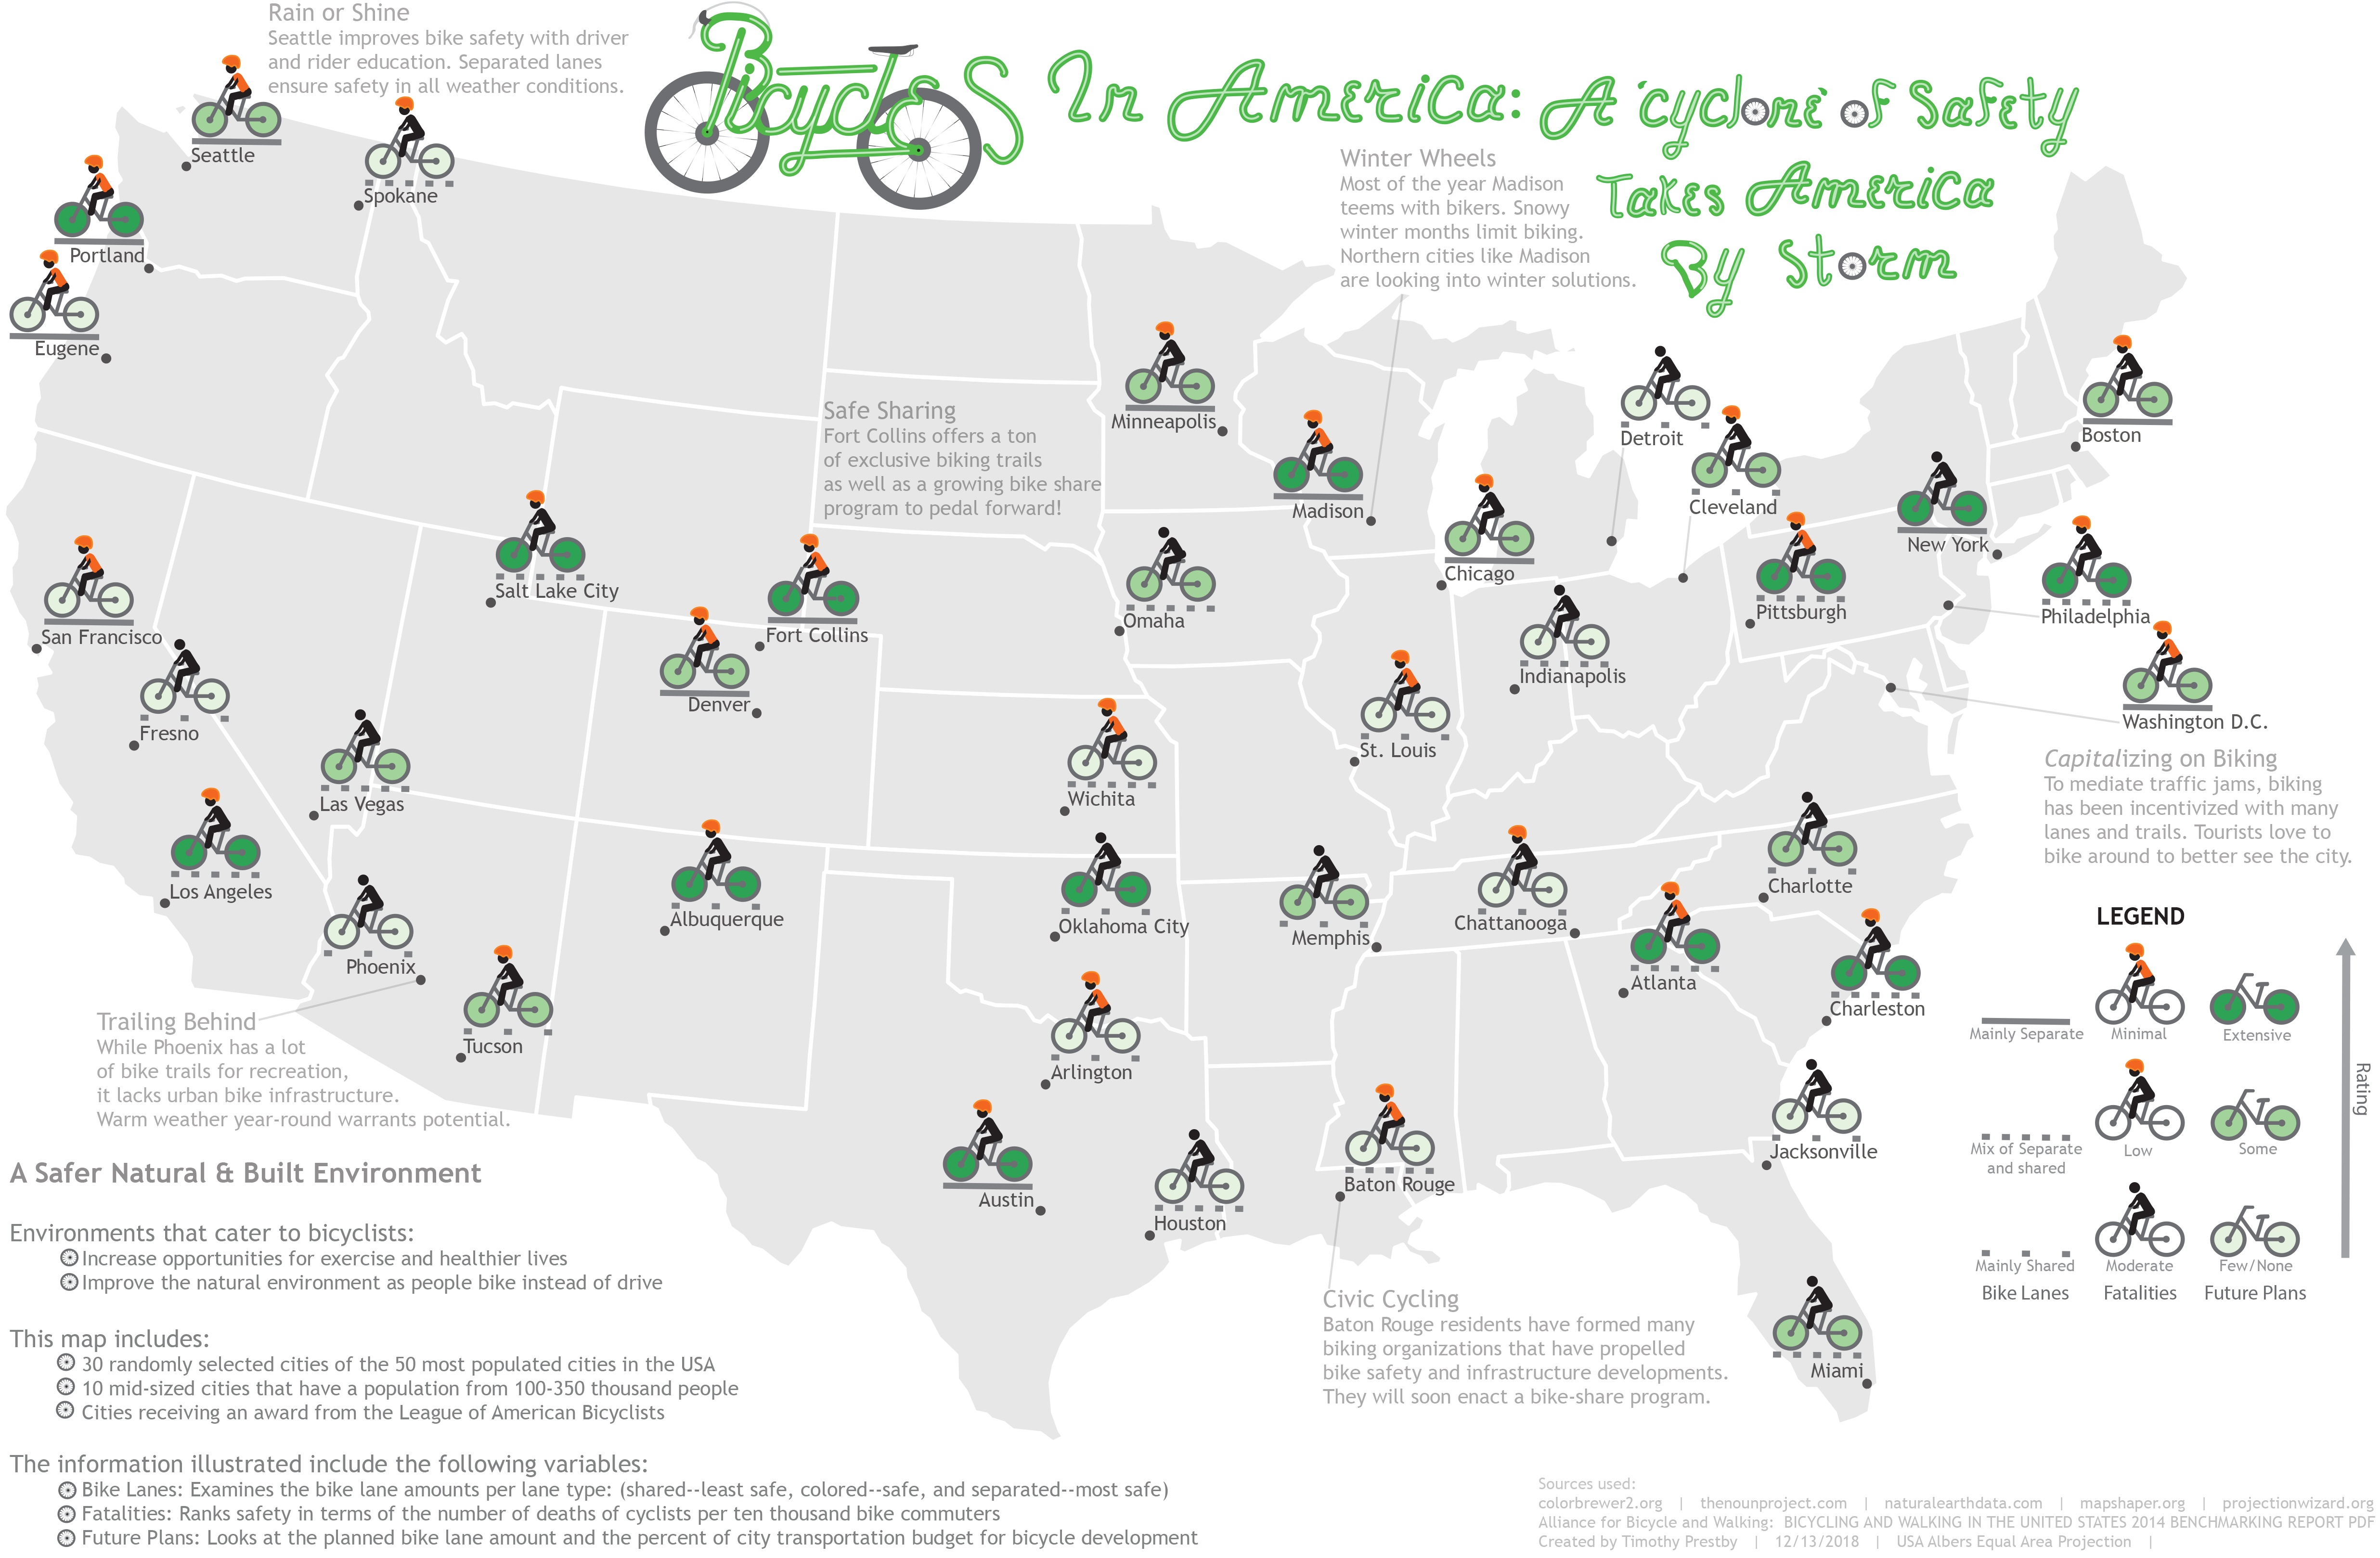 Bicycles In America: A 'cyclone' of Safety
Takes America
By Storm
Rain or Shine
Seattle improves bike safety with driver
and rider education. Separated lanes
ensure safety in all weather conditions.
Seattle
Spokane
Portland
Eugene
Winter Wheels
Most of the year Madison
teems with bikers. Snowy
winter months limit biking.
Northern cities like Madison
are looking into winter solutions.
Safe Sharing
Fort Collins offers a ton
of exclusive biking trails
as well as a growing bike share
program to pedal forward!
Minneapolis
Madison
Detroit
Cleveland
Boston
New York
Chicago
Pittsburgh
Philadelphia
Washington D.C.
Salt Lake City
Fort Collins
Denver
Omaha
Indianapolis
St. Louis
San Francisco
Fresno
Las Vegas
Los Angeles
Wichita
Albuquerque
Oklahoma City
Memphis
Chattanooga
Charlotte
Atlanta
Charleston
Phoenix
Tucson
Arlington
Austin
Houston
Baton Rouge
Jacksonville
Miami
Capitalizing on Biking
To mediate traffic jams, biking
has been incentivized with many
lanes and trails. Tourists love to
bike around to better see the city.
Trailing Behind
While Phoenix has a lot
of bike trails for recreation,
it lacks urban bike infrastructure.
Warm weather year-round warrants potential.
Civic Cycling
Baton Rouge residents have formed many
biking organizations that have propelled
bike safety and infrastructure developments.
They will soon enact a bike-share program.
LEGEND
Mainly Separate
Minimal
Extensive
Mix of Separate
and shared
Low
Some
Mainly Shared
Moderate
Few/None
Bike Lanes
Fatalities
Future Plans
Rating
A Safer Natural & Built Environment
Environments that cater to bicyclists:
Increase opportunities for exercise and healthier lives
Improve the natural environment as people bike instead of drive
This map includes:
30 randomly selected cities of the 50 most populated cities in the USA
10 mid-sized cities that have a population from 100-350 thousand people
Cities receiving an award from the League of American Bicyclists
The information illustrated include the following variables:
Bike Lanes: Examines the bike lane amounts per lane type: (shared--least safe, colored--safe, and separated--most safe)
Fatalities: Ranks safety in terms of the number of deaths of cyclists per ten thousand bike commuters
Future Plans: Looks at the planned bike lane amount and the percent of city transportation budget for bicycle development
Sources used:
colorbrewer2.org | thenounproject.com | naturalearthdata.com | mapshaper.org | projectionwizard.org
Alliance for Bicycle and Walking: BICYCLING AND WALKING IN THE UNITED STATES 2014 BENCHMARKING REPORT PDF
Created by Timothy Prestby | 12/13/2018 | USA Albers Equal Area Projection |